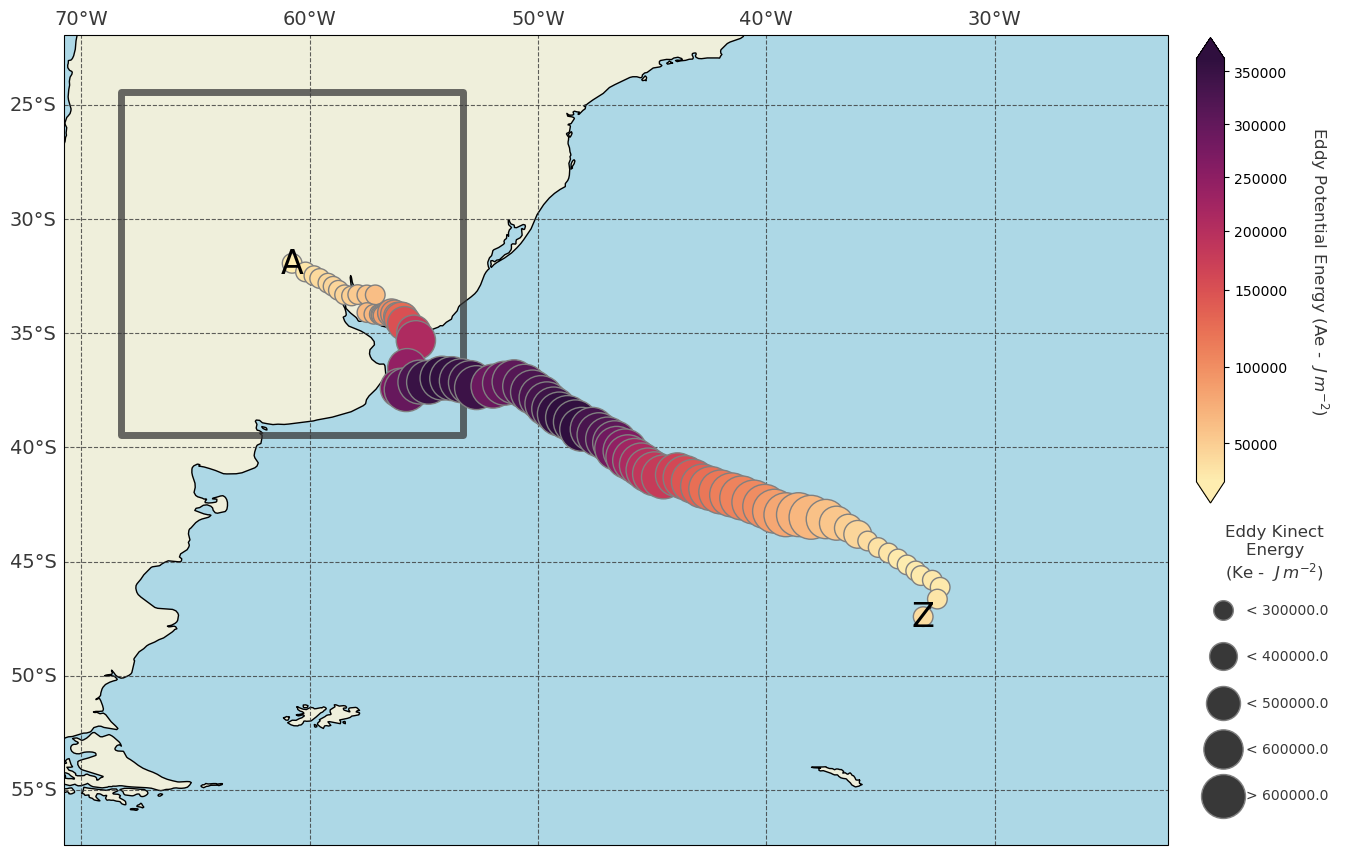 70°W 60°W 50°W 40°W 30°W
25°S
30°S
35°S
40°S
45°S
50°S
55°S
A
Z
350000
300000
250000
200000
150000
100000
50000
Eddy Potential Energy (Ae - J m⁻²)
Eddy Kinect
Energy
(Ke - J m⁻²)
< 300000.0
< 400000.0
< 500000.0
< 600000.0
> 600000.0